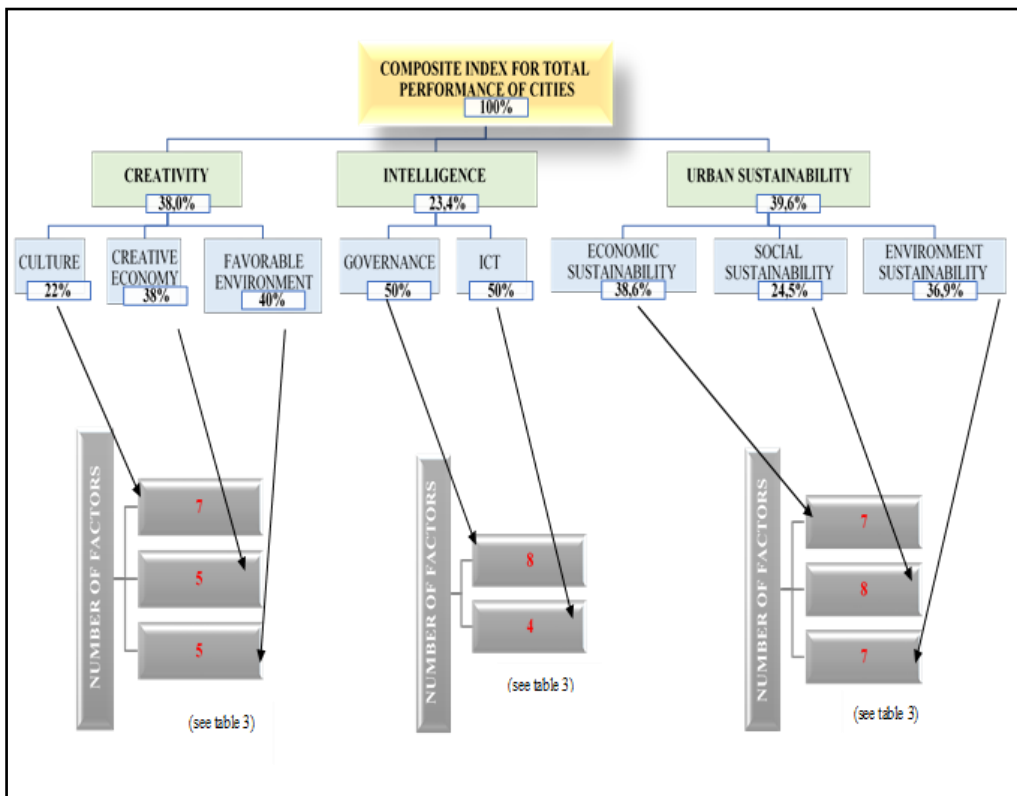 COMPOSITE INDEX FOR TOTAL
PERFORMANCE OF CITIES
100%
CREATIVITY
38,0%
INTELLIGENCE
23,4%
URBAN SUSTAINABILITY
39,6%
CULTURE
22%
CREATIVE
ECONOMY
38%
FAVORABLE
ENVIRONMENT
40%
GOVERNANCE
50%
ICT
50%
ECONOMIC
SUSTAINABILITY
38,6%
SOCIAL
SUSTAINABILITY
24,5%
ENVIRONMENT
SUSTAINABILITY
36,9%
NUMBER OF FACTORS
7
5
5
(see table 3)
NUMBER OF FACTORS
8
4
(see table 3)
NUMBER OF FACTORS
7
8
7
(see table 3)